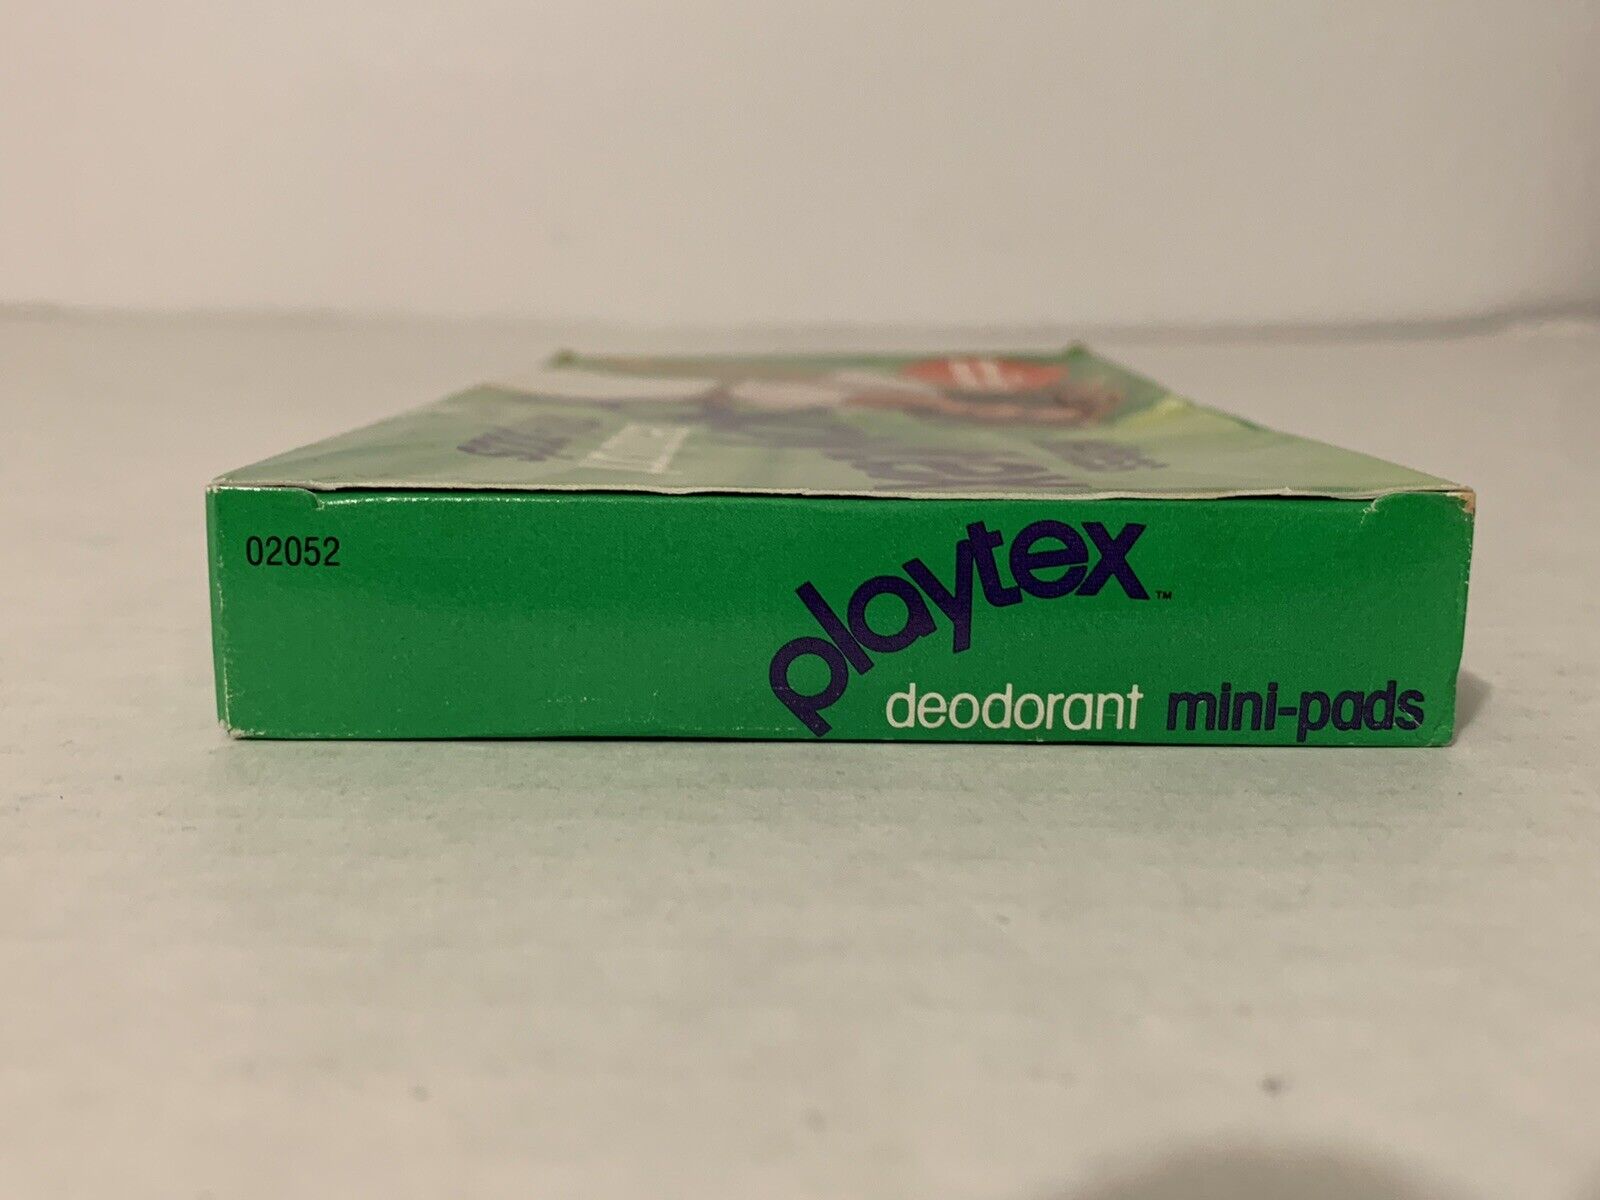 02052
playtex™
deodorant mini-pads